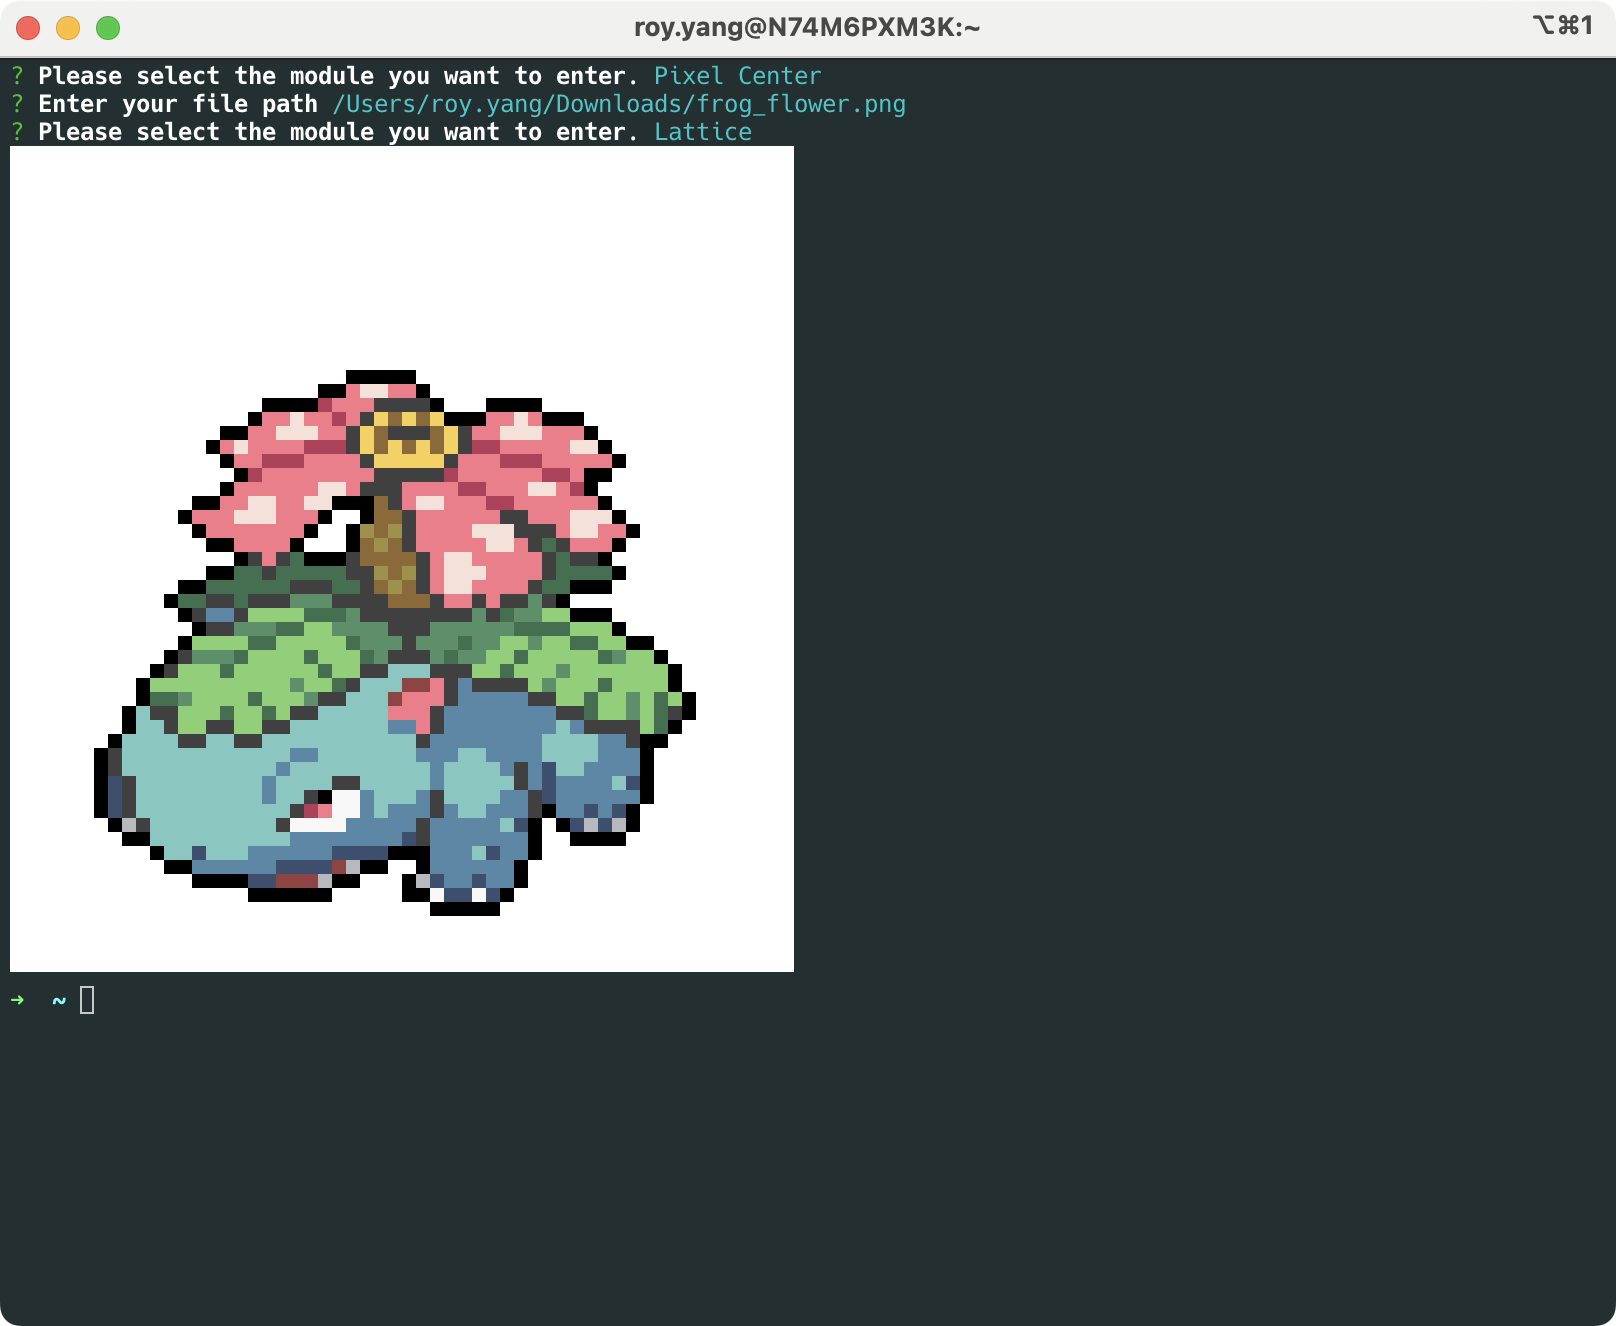 roy.yang@N74M6PXM3K:~
⌥⌘1
? Please select the module you want to enter. Pixel Center
? Enter your file path /Users/roy.yang/Downloads/frog_flower.png
? Please select the module you want to enter. Lattice
➜ ~